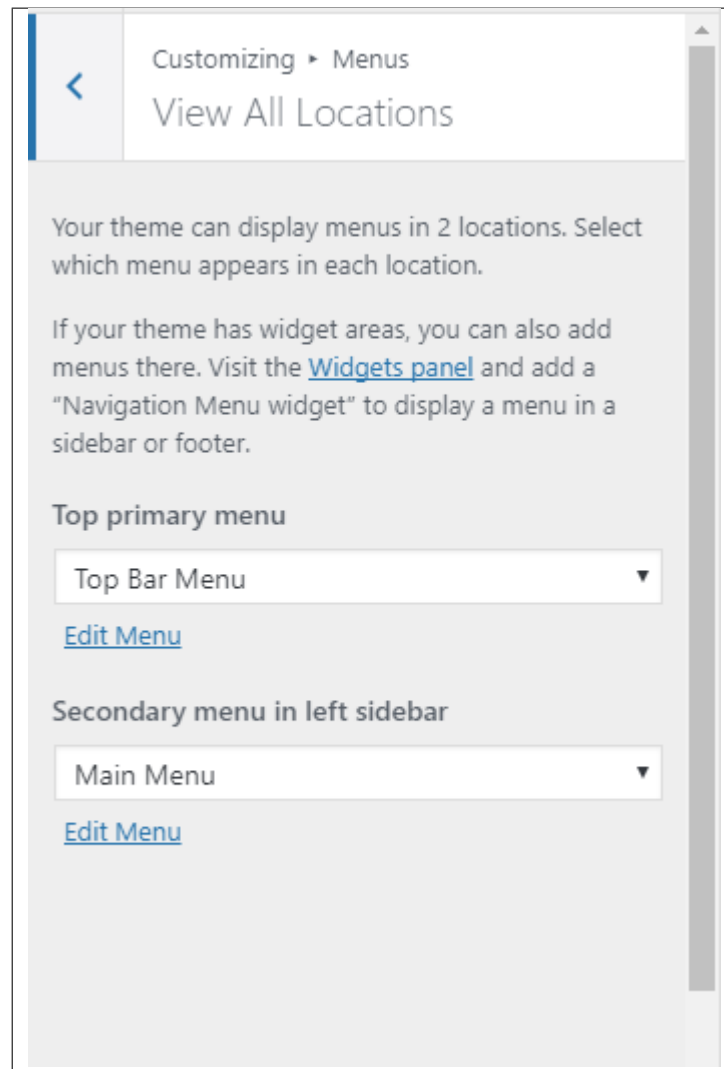 Customizing ▸ Menus
View All Locations
Your theme can display menus in 2 locations. Select
which menu appears in each location.
If your theme has widget areas, you can also add
menus there. Visit the Widgets panel and add a
“Navigation Menu widget” to display a menu in a
sidebar or footer.
Top primary menu
Top Bar Menu
Edit Menu
Secondary menu in left sidebar
Main Menu
Edit Menu